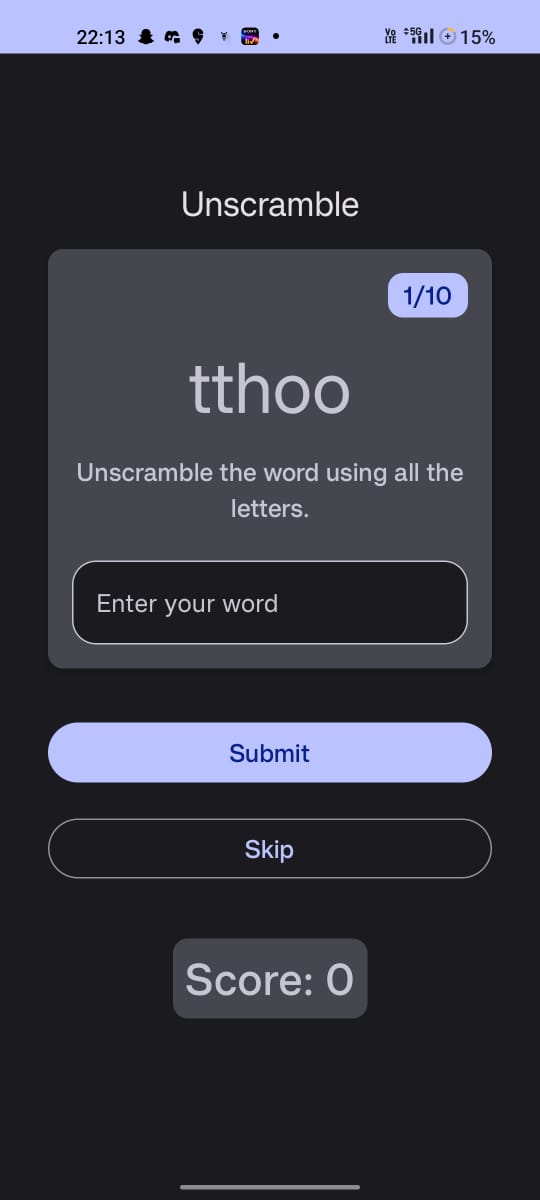 22:13
Vo LTE 5G 15%
Unscramble
1/10
tthoo
Unscramble the word using all the
letters.
Enter your word
Submit
Skip
Score: 0